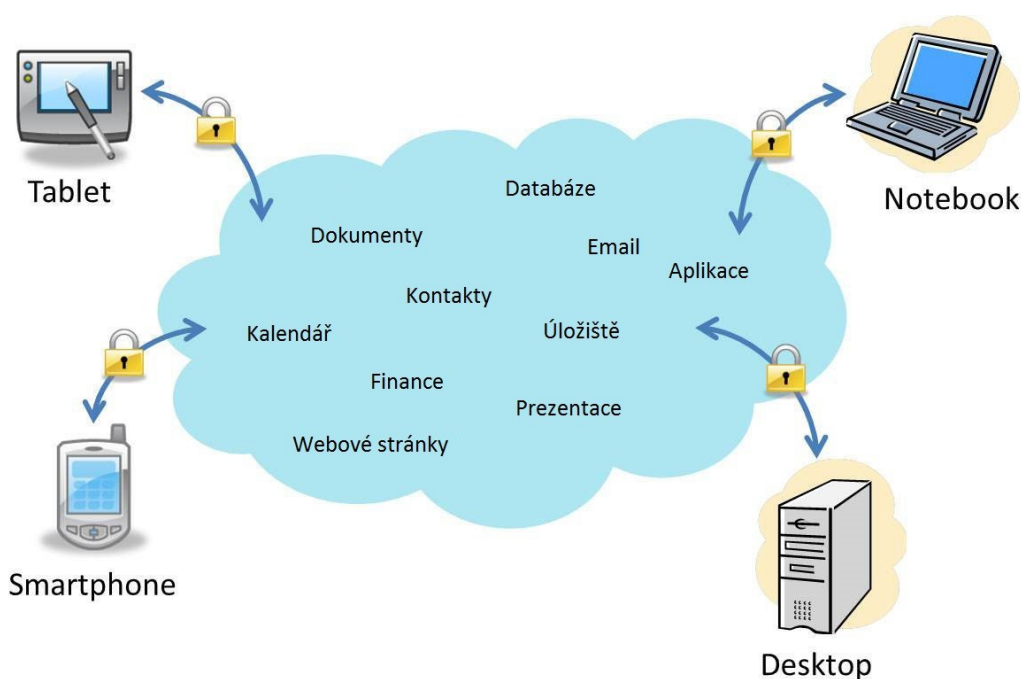 Tablet
Notebook
Databáze
Dokumenty
Email
Aplikace
Kontakty
Kalendář
Úložiště
Finance
Prezentace
Webové stránky
Smartphone
Desktop